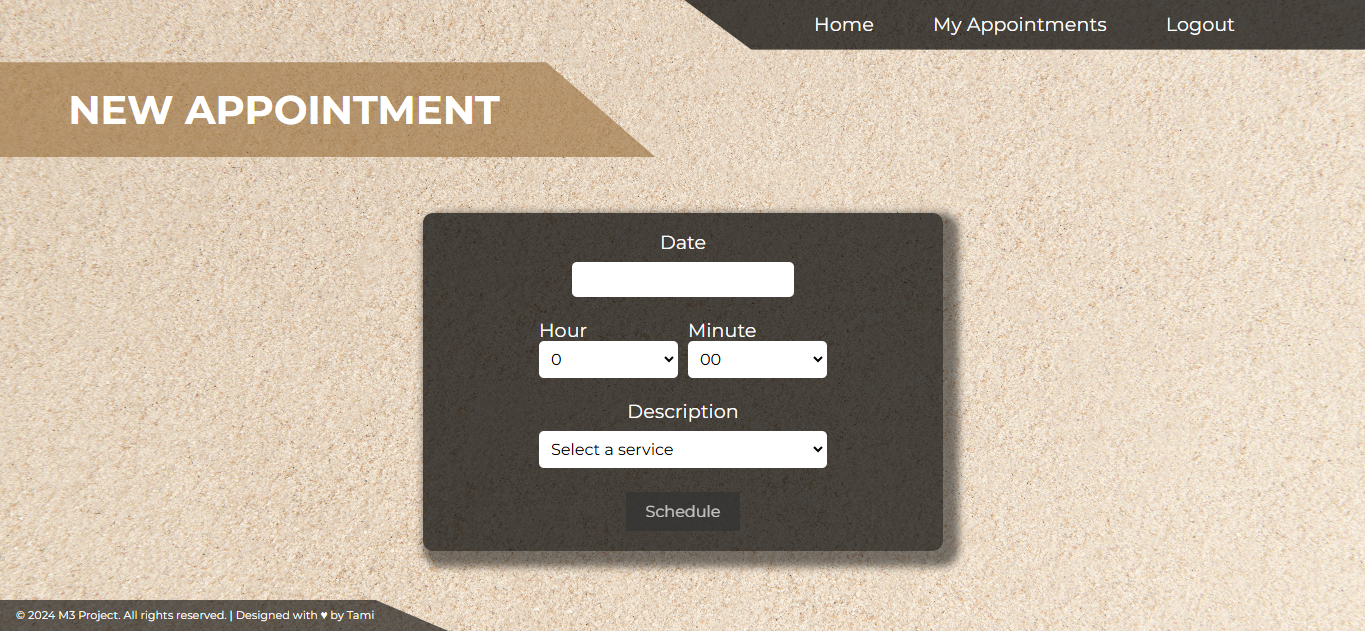 Home My Appointments Logout
NEW APPOINTMENT
Date
Hour Minute
0 00
Description
Select a service
Schedule
© 2024 M3 Project. All rights reserved. | Designed with ♥ by Tami